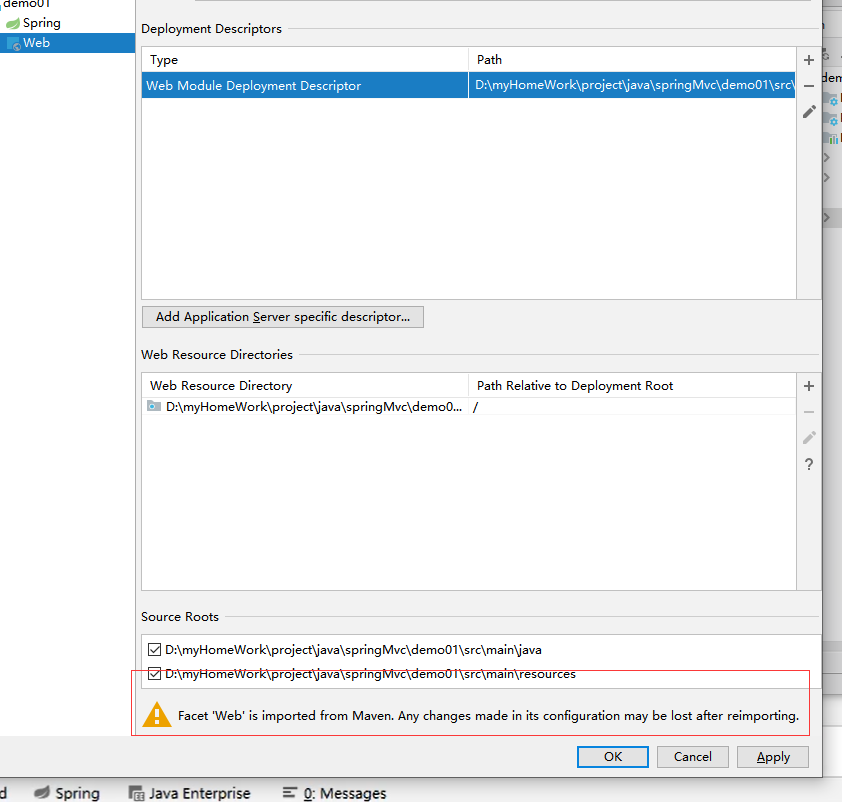 demo01
Spring
Web
Deployment Descriptors
Type Path
Web Module Deployment Descriptor D:\myHomeWork\project\java\springMvc\demo01\src\
Add Application Server specific descriptor...
Web Resource Directories
Web Resource Directory Path Relative to Deployment Root
D:\myHomeWork\project\java\springMvc\demo0... /
?
Source Roots
D:\myHomeWork\project\java\springMvc\demo01\src\main\java
D:\myHomeWork\project\java\springMvc\demo01\src\main\resources
Facet 'Web' is imported from Maven. Any changes made in its configuration may be lost after reimporting.
OK Cancel Apply
Spring Java Enterprise 0: Messages